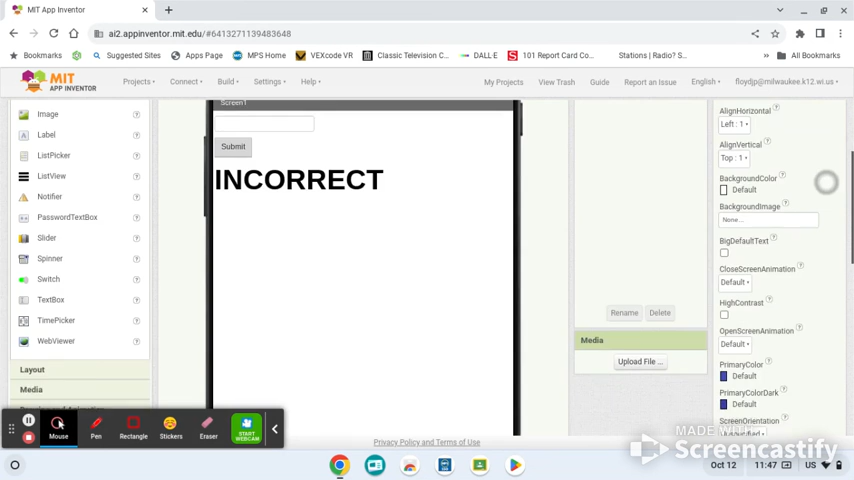 MIT App Inventor
ai2.appinventor.mit.edu/#6413271139483648
Bookmarks
Suggested Sites
Apps Page
MPS Home
VEXcode VR
Classic Television C...
DALL·E
101 Report Card Co...
Stations | Radio? S...
»
All Bookmarks
MIT
APP INVENTOR
Projects
Connect
Build
Settings
Help
My Projects
View Trash
Guide
Report an Issue
English
floydjp@milwaukee.k12.wi.us
Image
Label
ListPicker
ListView
Notifier
PasswordTextBox
Slider
Spinner
Switch
TextBox
TimePicker
WebViewer
Layout
Media
Screen1
Submit
INCORRECT
Rename
Delete
Media
Upload File ...
AlignHorizontal
Left : 1
AlignVertical
Top : 1
BackgroundColor
Default
BackgroundImage
None...
BigDefaultText
CloseScreenAnimation
Default
HighContrast
OpenScreenAnimation
Default
PrimaryColor
Default
PrimaryColorDark
Default
ScreenOrientation
Mouse
Pen
Rectangle
Stickers
Eraser
START
WEBCAM
Privacy Policy and Terms of Use
MADE WITH
Screencastify
Oct 12
11:47
US